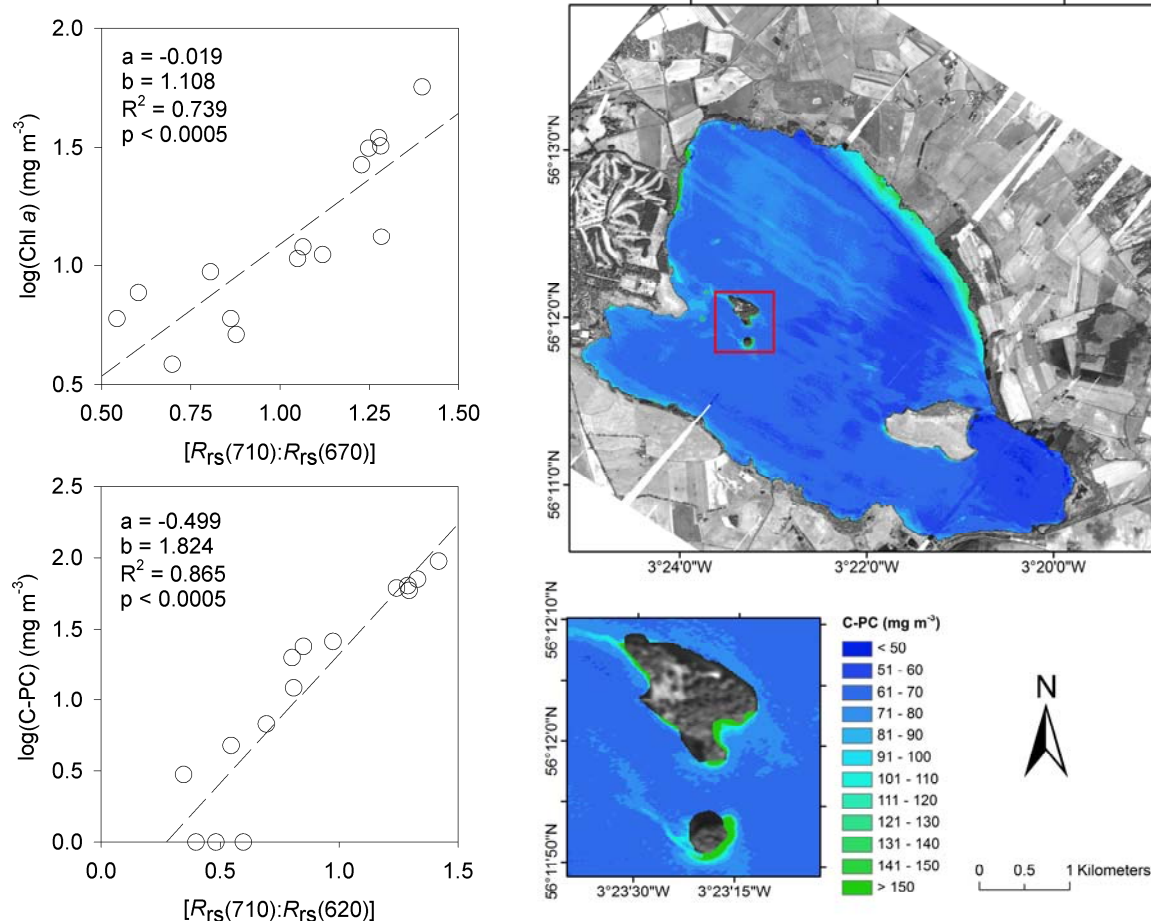 2.0
1.5
1.0
0.5
log(Chl a) (mg m⁻³)
a = -0.019
b = 1.108
R² = 0.739
p < 0.0005
0.50 0.75 1.00 1.25 1.50
[Rrs(710):Rrs(670)]
2.5
2.0
1.5
1.0
0.5
0.0
log(C-PC) (mg m⁻³)
a = -0.499
b = 1.824
R² = 0.865
p < 0.0005
0.0 0.5 1.0 1.5
[Rrs(710):Rrs(620)]
56°13'0"N
56°12'0"N
56°11'0"N
3°24'0"W 3°22'0"W 3°20'0"W
56°12'10"N
56°12'0"N
56°11'50"N
3°23'30"W 3°23'15"W
C-PC (mg m⁻³)
< 50
51 - 60
61 - 70
71 - 80
81 - 90
91 - 100
101 - 110
111 - 120
121 - 130
131 - 140
141 - 150
> 150
N
0 0.5 1 Kilometers